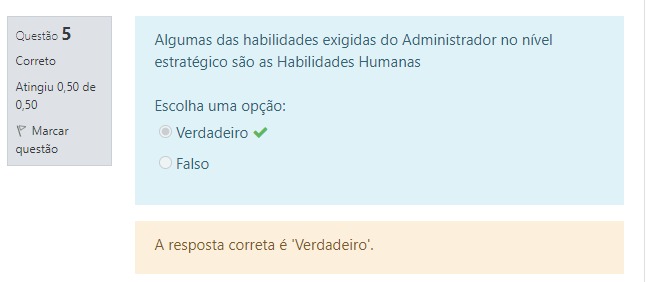 Questão 5
Correto
Atingiu 0,50 de
0,50
Marcar
questão
Algumas das habilidades exigidas do Administrador no nível
estratégico são as Habilidades Humanas
Escolha uma opção:
Verdadeiro
Falso
A resposta correta é 'Verdadeiro'.